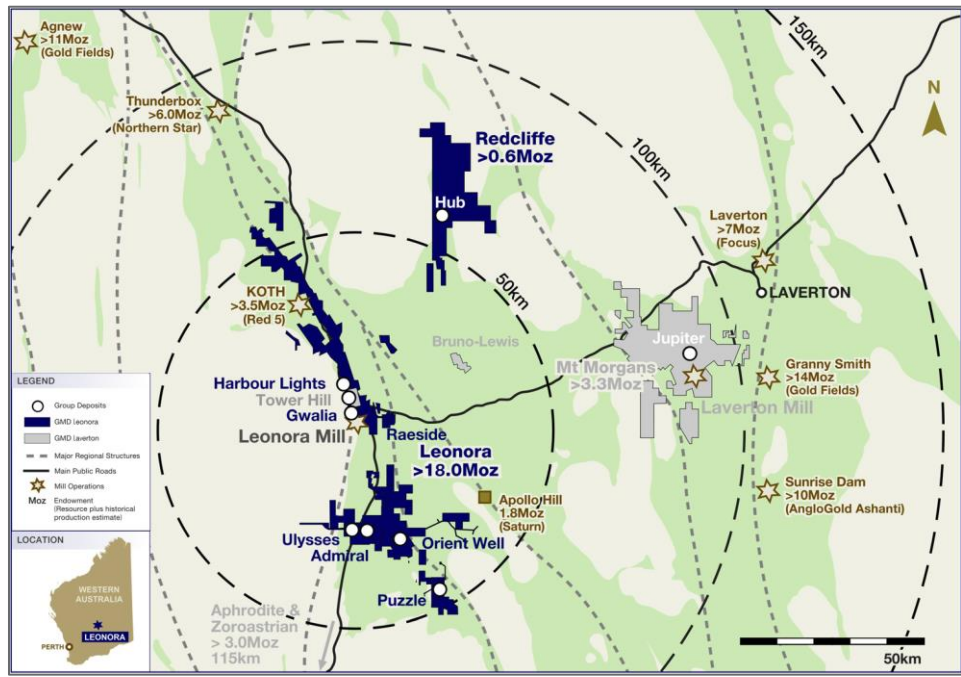 Agnew
>11Moz
(Gold Fields)
Thunderbox
>6.0Moz
(Northern Star)
150km
N
100km
Redcliffe
>0.6Moz
Hub
Laverton
>7Moz
(Focus)
50km
KOTH
>3.5Moz
(Red 5)
LAVERTON
Bruno-Lewis
Jupiter
Mt Morgans
>3.3Moz
Granny Smith
>14Moz
(Gold Fields)
Laverton Mill
Harbour Lights
Tower Hill
Gwalia
Leonora Mill
Raeside
Leonora
>18.0Moz
Sunrise Dam
>10Moz
(AngloGold Ashanti)
Apollo Hill
1.8Moz
(Saturn)
Ulysses
Admiral
Orient Well
Puzzle
Aphrodite &
Zoroastrian
> 3.0Moz
115km
50km
LEGEND
Group Deposits
GMD leonora
GMD laverton
Major Regional Structures
Main Public Roads
Mill Operations
Moz Endowment
(Resource plus historical
production estimate)
LOCATION
WESTERN
AUSTRALIA
LEONORA
PERTH